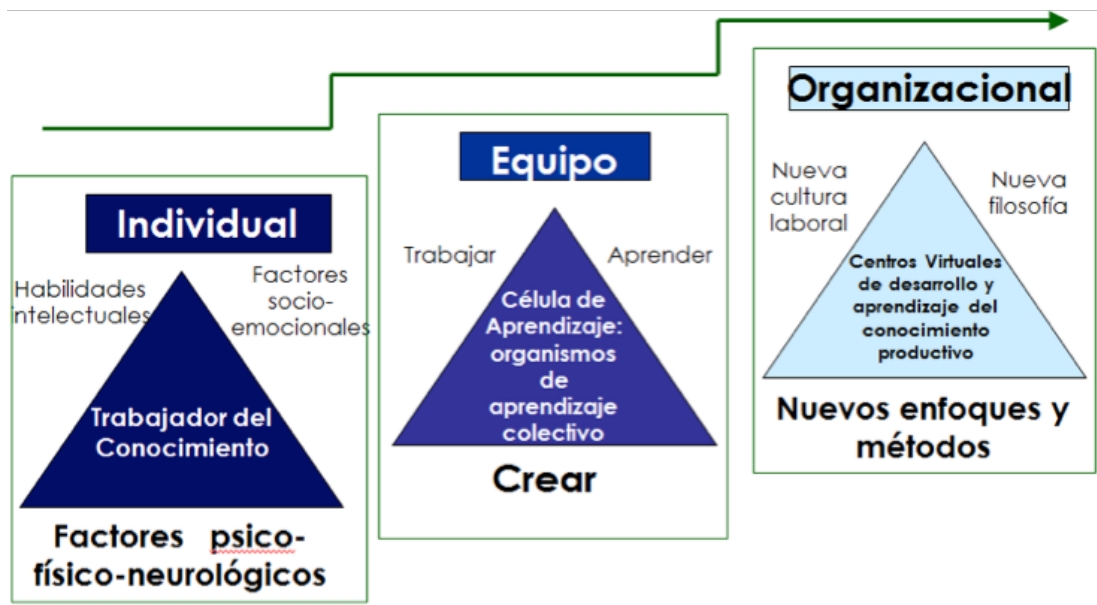 Individual
Habilidades
intelectuales
Factores
socio-
emocionales
Trabajador del
Conocimiento
Factores psico-
físico-neurológicos
Equipo
Trabajar
Aprender
Célula de
Aprendizaje:
organismos
de
aprendizaje
colectivo
Crear
Organizacional
Nueva
cultura
laboral
Nueva
filosofía
Centros Virtuales
de desarrollo y
aprendizaje del
conocimiento
productivo
Nuevos enfoques y
métodos